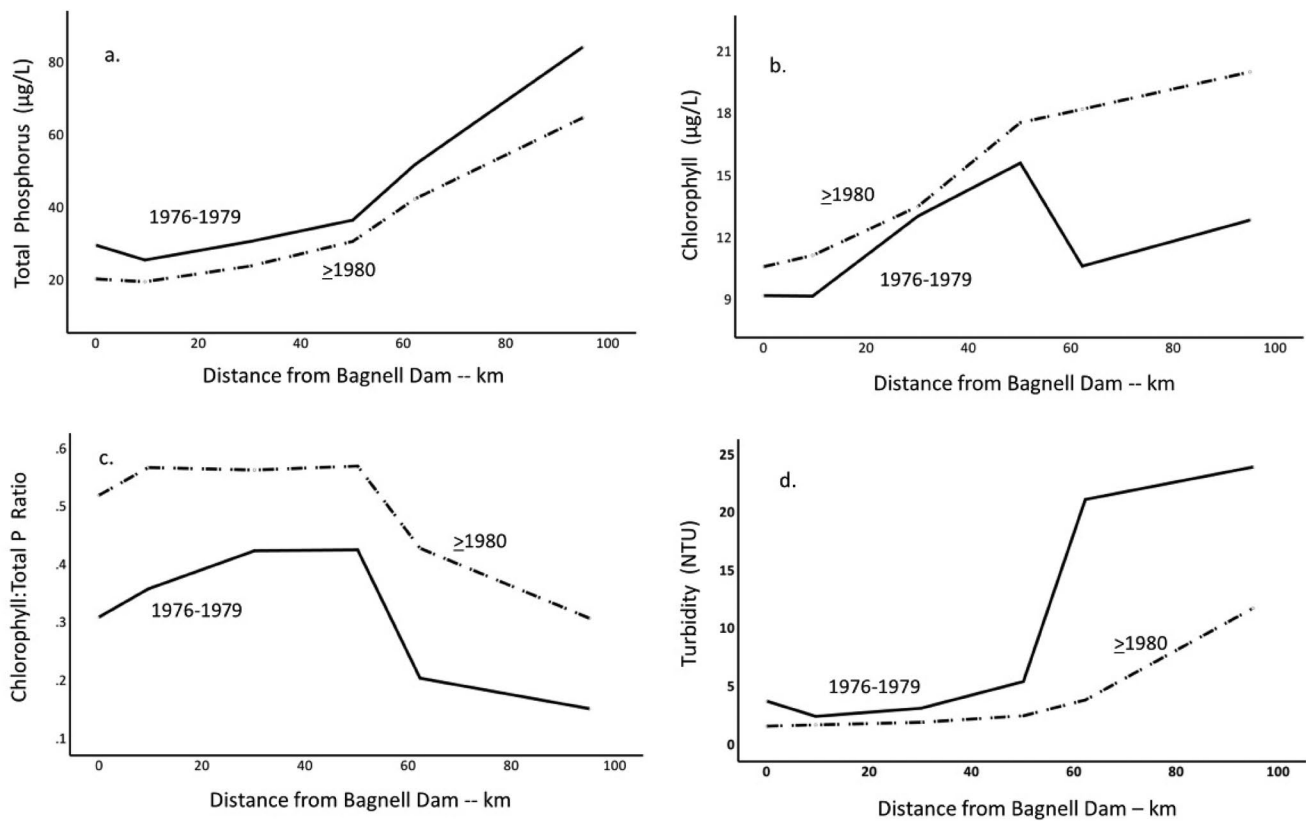 a.
Total Phosphorus (µg/L)
80
60
40
20
1976-1979
≥1980
0 20 40 60 80 100
Distance from Bagnell Dam -- km
b.
Chlorophyll (µg/L)
21
18
15
12
9
≥1980
1976-1979
0 20 40 60 80 100
Distance from Bagnell Dam -- km
c.
Chlorophyll:Total P Ratio
.6
.5
.4
.3
.2
.1
≥1980
1976-1979
0 20 40 60 80 100
Distance from Bagnell Dam -- km
d.
Turbidity (NTU)
25
20
15
10
5
0
≥1980
1976-1979
0 20 40 60 80 100
Distance from Bagnell Dam – km